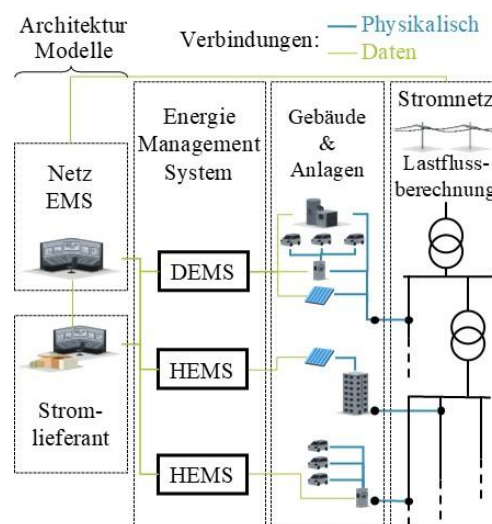 Architektur
Modelle
Verbindungen:
Physikalisch
Daten
Netz
EMS
Strom-
lieferant
Energie
Management
System
DEMS
HEMS
HEMS
Gebäude
&
Anlagen
Stromnetz
Lastfluss-
berechnung